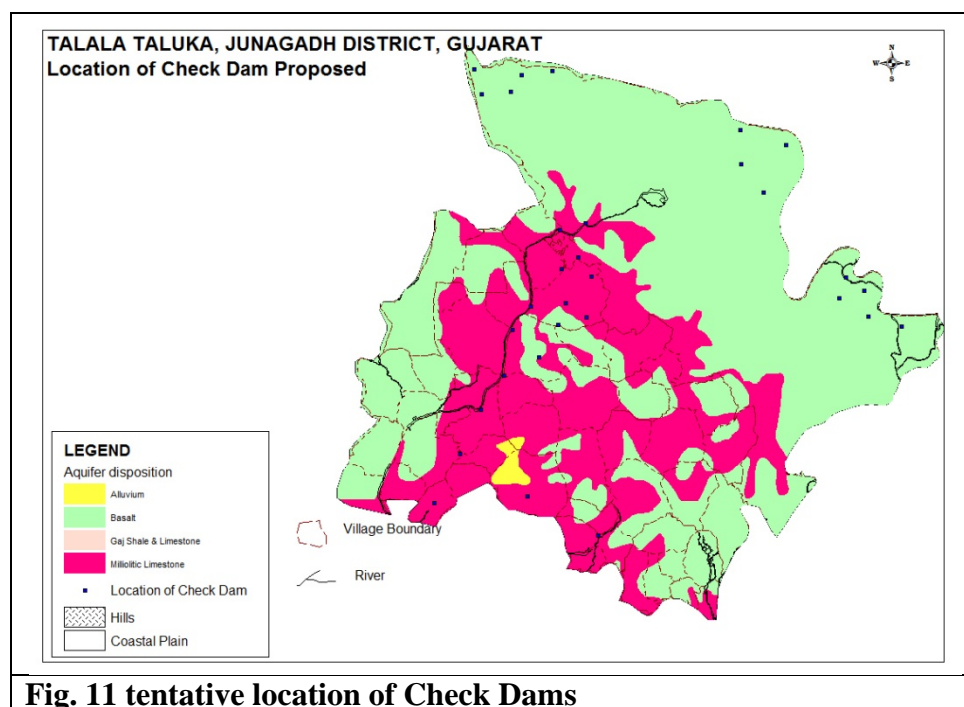 TALALA TALUKA, JUNAGADH DISTRICT, GUJARAT
Location of Check Dam Proposed
N
W E
S
LEGEND
Aquifer disposition
Alluvium
Basalt
Gaj Shale & Limestone
Milliolitic Limestone
Location of Check Dam
Hills
Coastal Plain
Village Boundary
River
Fig. 11 tentative location of Check Dams